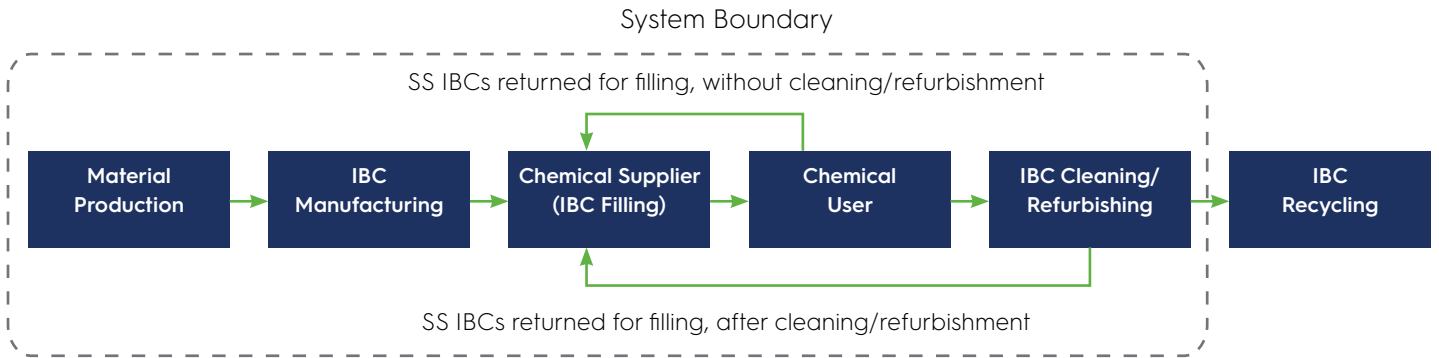 System Boundary
SS IBCs returned for filling, without cleaning/refurbishment
Material
Production
IBC
Manufacturing
Chemical Supplier
(IBC Filling)
Chemical
User
IBC Cleaning/
Refurbishing
IBC
Recycling
SS IBCs returned for filling, after cleaning/refurbishment